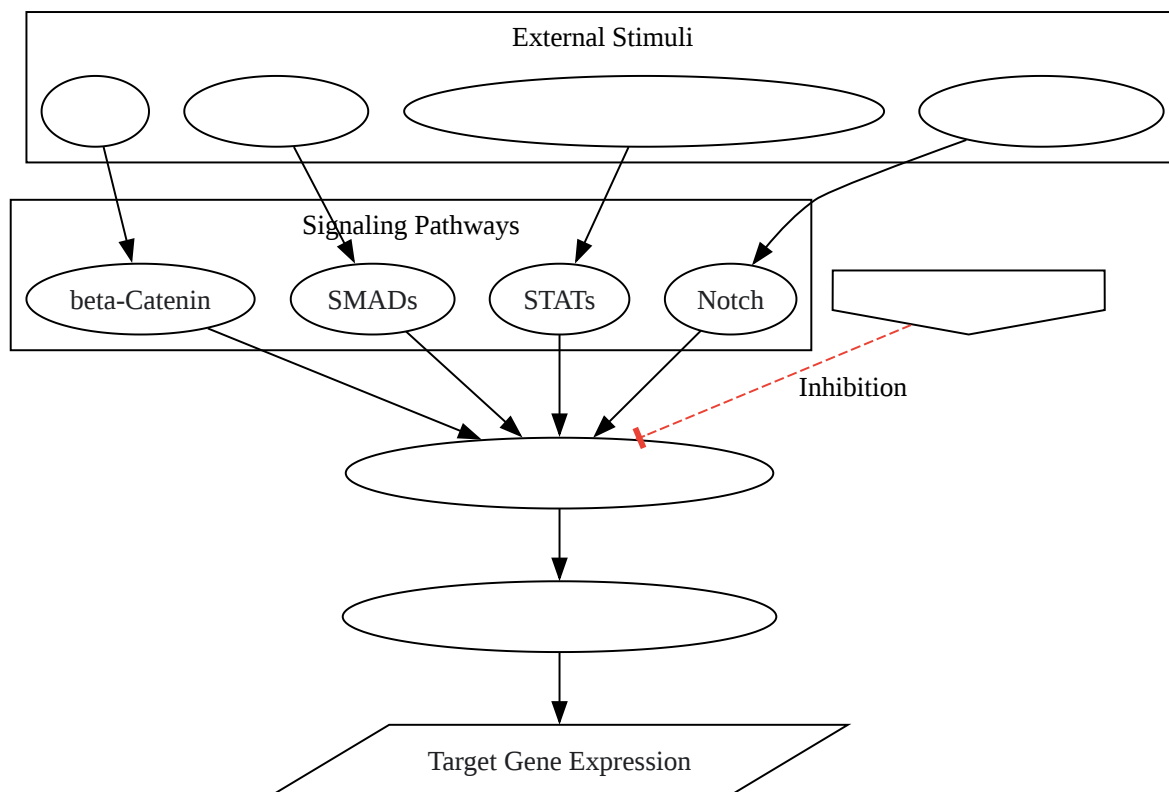 External Stimuli
Signaling Pathways
beta-Catenin
SMADs
STATs
Notch
Inhibition
Target Gene Expression